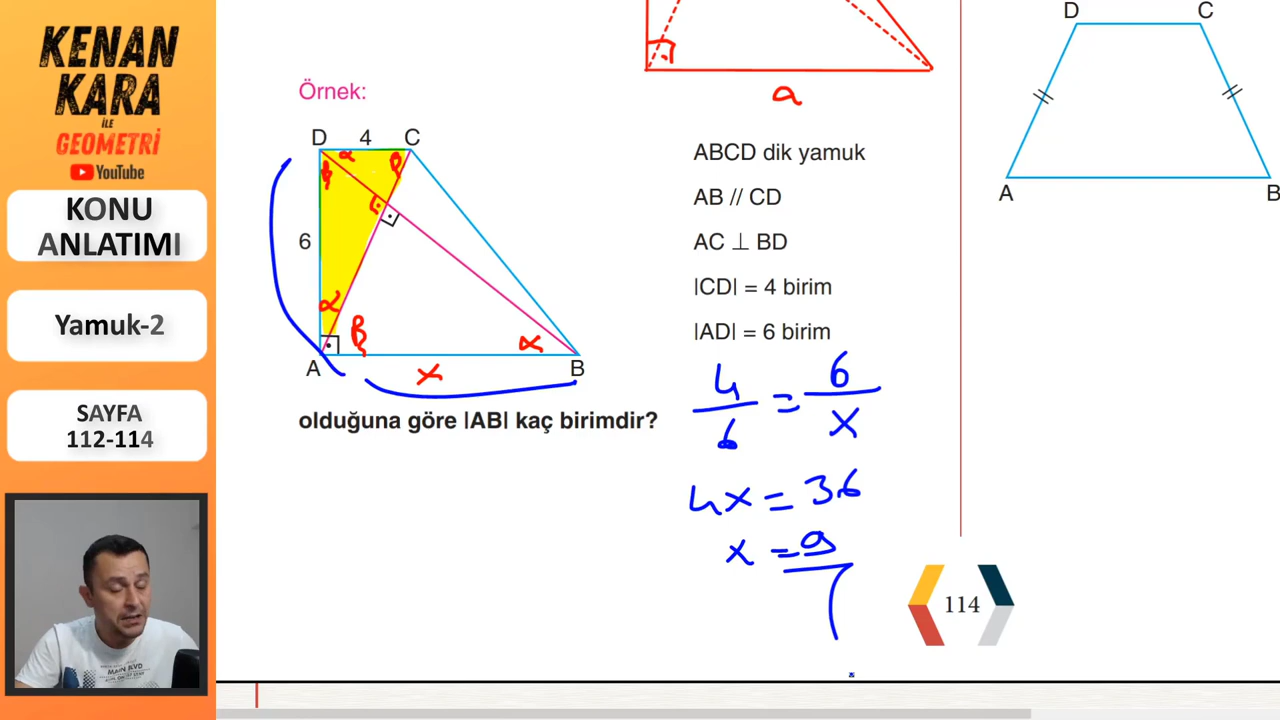 KENAN
KARA
İLE
GEOMETRİ
YouTube
KONU
ANLATIMI
Yamuk-2
SAYFA
112-114
Örnek:
D 4 C
α β
β
6
α
β α
A B
x
olduğuna göre |AB| kaç birimdir?
a
ABCD dik yamuk
AB // CD
AC ⊥ BD
|CD| = 4 birim
|AD| = 6 birim
4/6 = 6/x
4x = 36
x = 9
D C
A B
114
MAIN BLVD